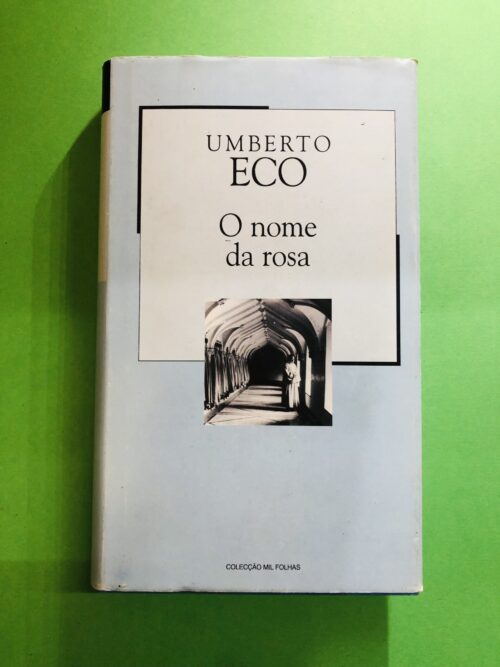 UMBERTO
ECO
O nome
da rosa
COLECÇÃO MIL FOLHAS